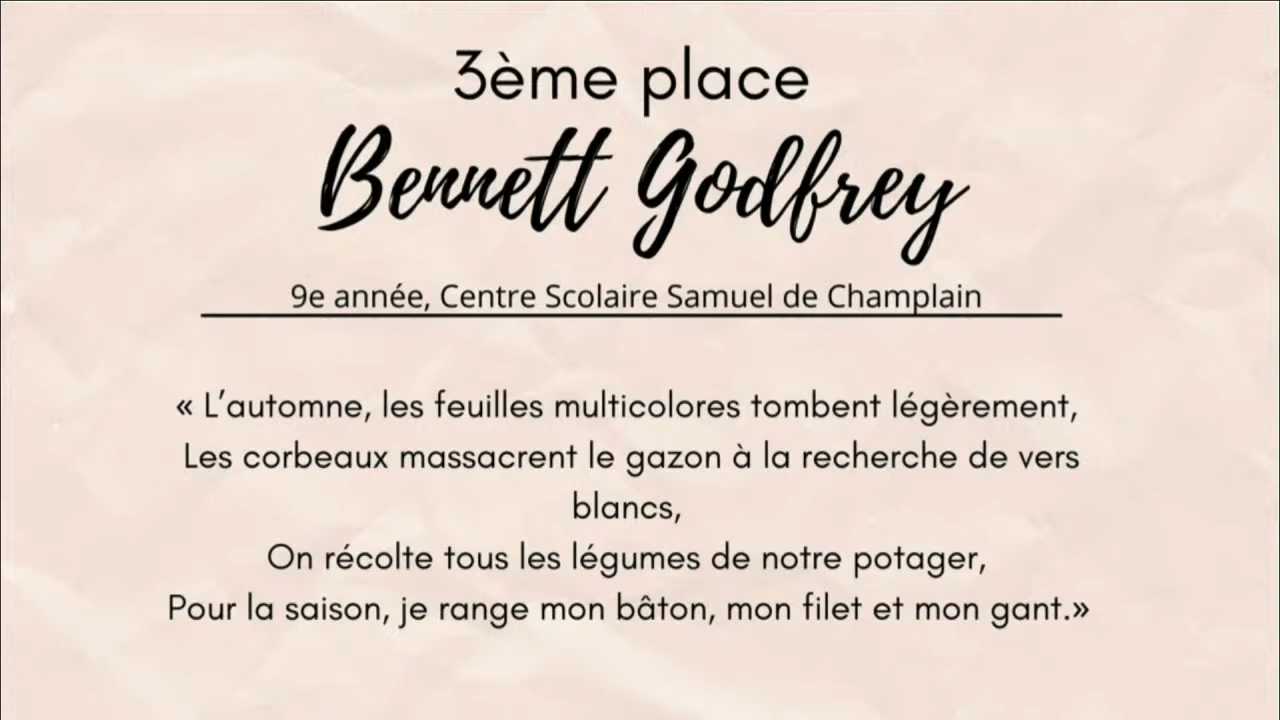 3ème place
Bennett Godfrey
9e année, Centre Scolaire Samuel de Champlain
« L’automne, les feuilles multicolores tombent légèrement,
Les corbeaux massacrent le gazon à la recherche de vers
blancs,
On récolte tous les légumes de notre potager,
Pour la saison, je range mon bâton, mon filet et mon gant.»